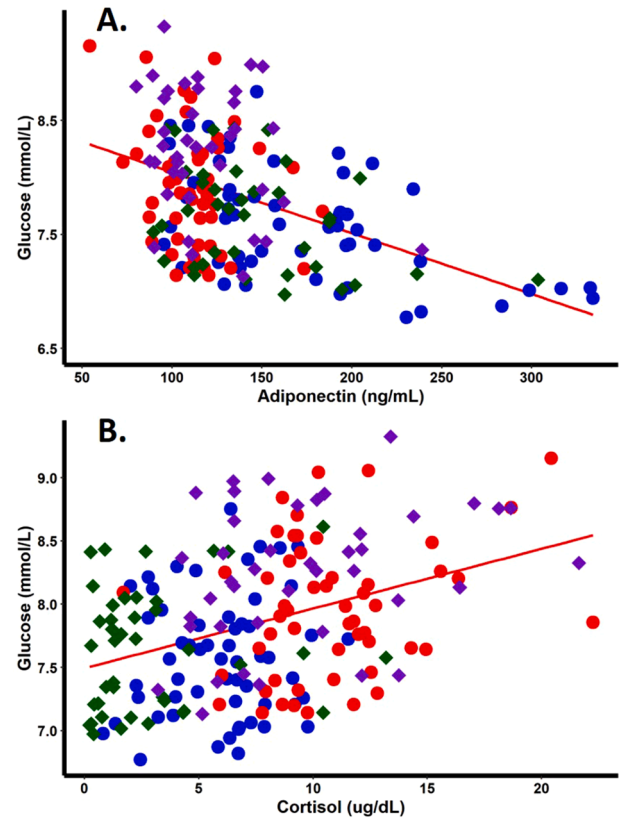 A.
Glucose (mmol/L)
8.5
7.5
6.5
50 100 150 200 250 300
Adiponectin (ng/mL)
B.
Glucose (mmol/L)
9.0
8.5
8.0
7.5
7.0
0 5 10 15 20
Cortisol (ug/dL)